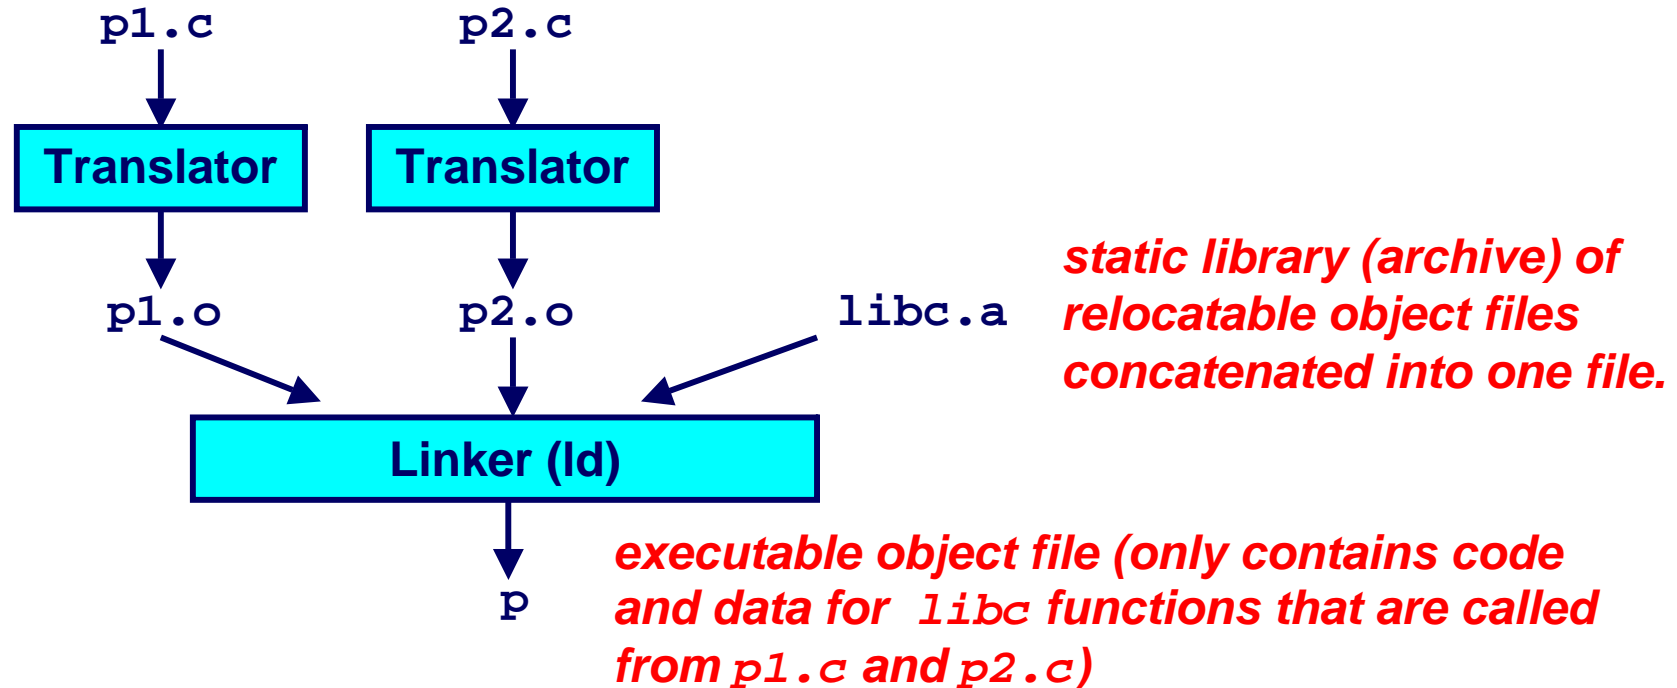 p1.c
p2.c
Translator
Translator
p1.o
p2.o
libc.a
static library (archive) of
relocatable object files
concatenated into one file.
Linker (ld)
p
executable object file (only contains code
and data for libc functions that are called
from p1.c and p2.c)